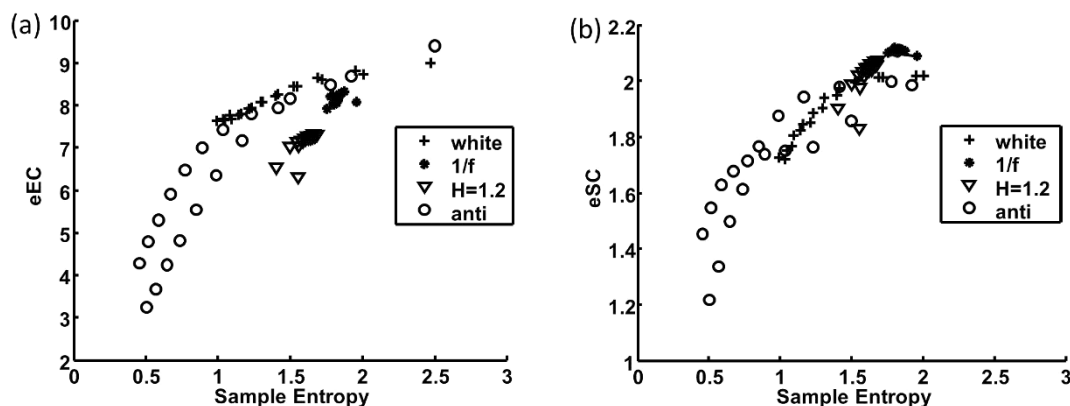 (a)
10
9
8
7
6
5
4
3
2
eEC
0 0.5 1 1.5 2 2.5 3
Sample Entropy
white
1/f
H=1.2
anti
(b)
2.2
2
1.8
1.6
1.4
1.2
1
eSC
0 0.5 1 1.5 2 2.5 3
Sample Entropy
white
1/f
H=1.2
anti